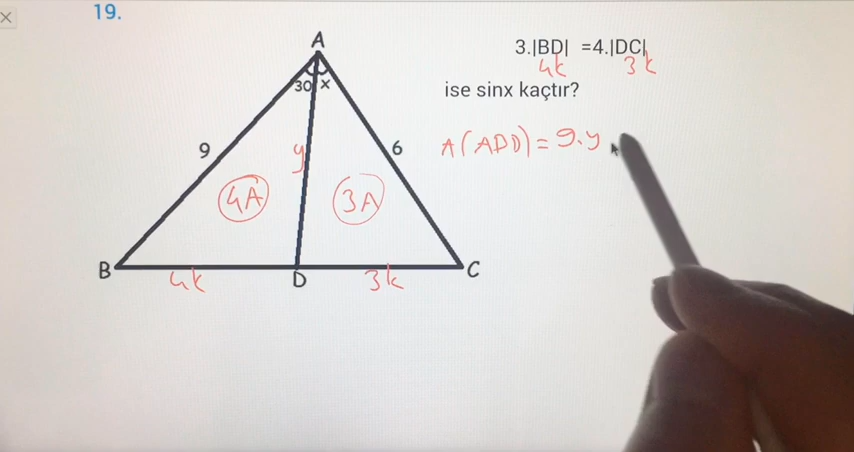 19.
A
3.|BD| =4.|DC|
4k 3k
30 x
ise sinx kaçtır?
9
y
6
A(ABD)=9.y
4A
3A
B
D
C
4k
3k